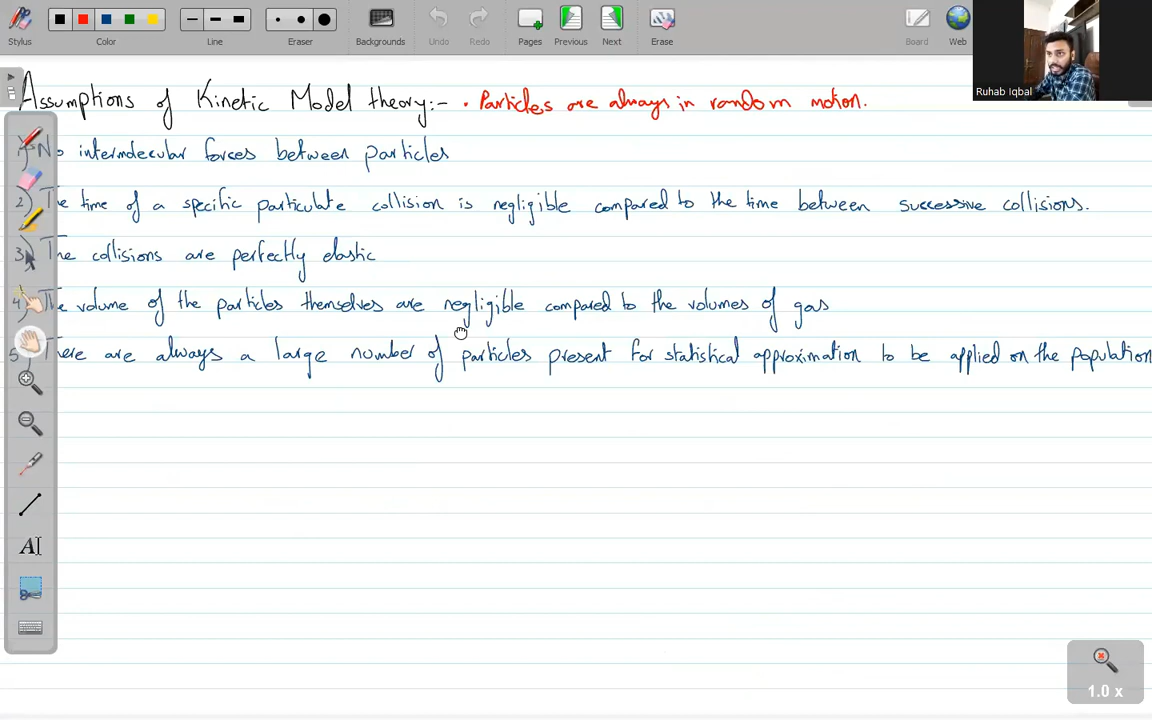 Stylus Color Line Eraser Backgrounds Undo Redo Pages Previous Next Erase Board Web
Ruhab Iqbal
Assumptions of Kinetic Model theory:- • Particles are always in random motion.
1) No intermolecular forces between particles
2) The time of a specific particulate collision is negligible compared to the time between successive collisions.
3) The collisions are perfectly elastic
4) The volume of the particles themselves are negligible compared to the volumes of gas
5) There are always a large number of particles present for statistical approximation to be applied on the population
AI
1.0 x